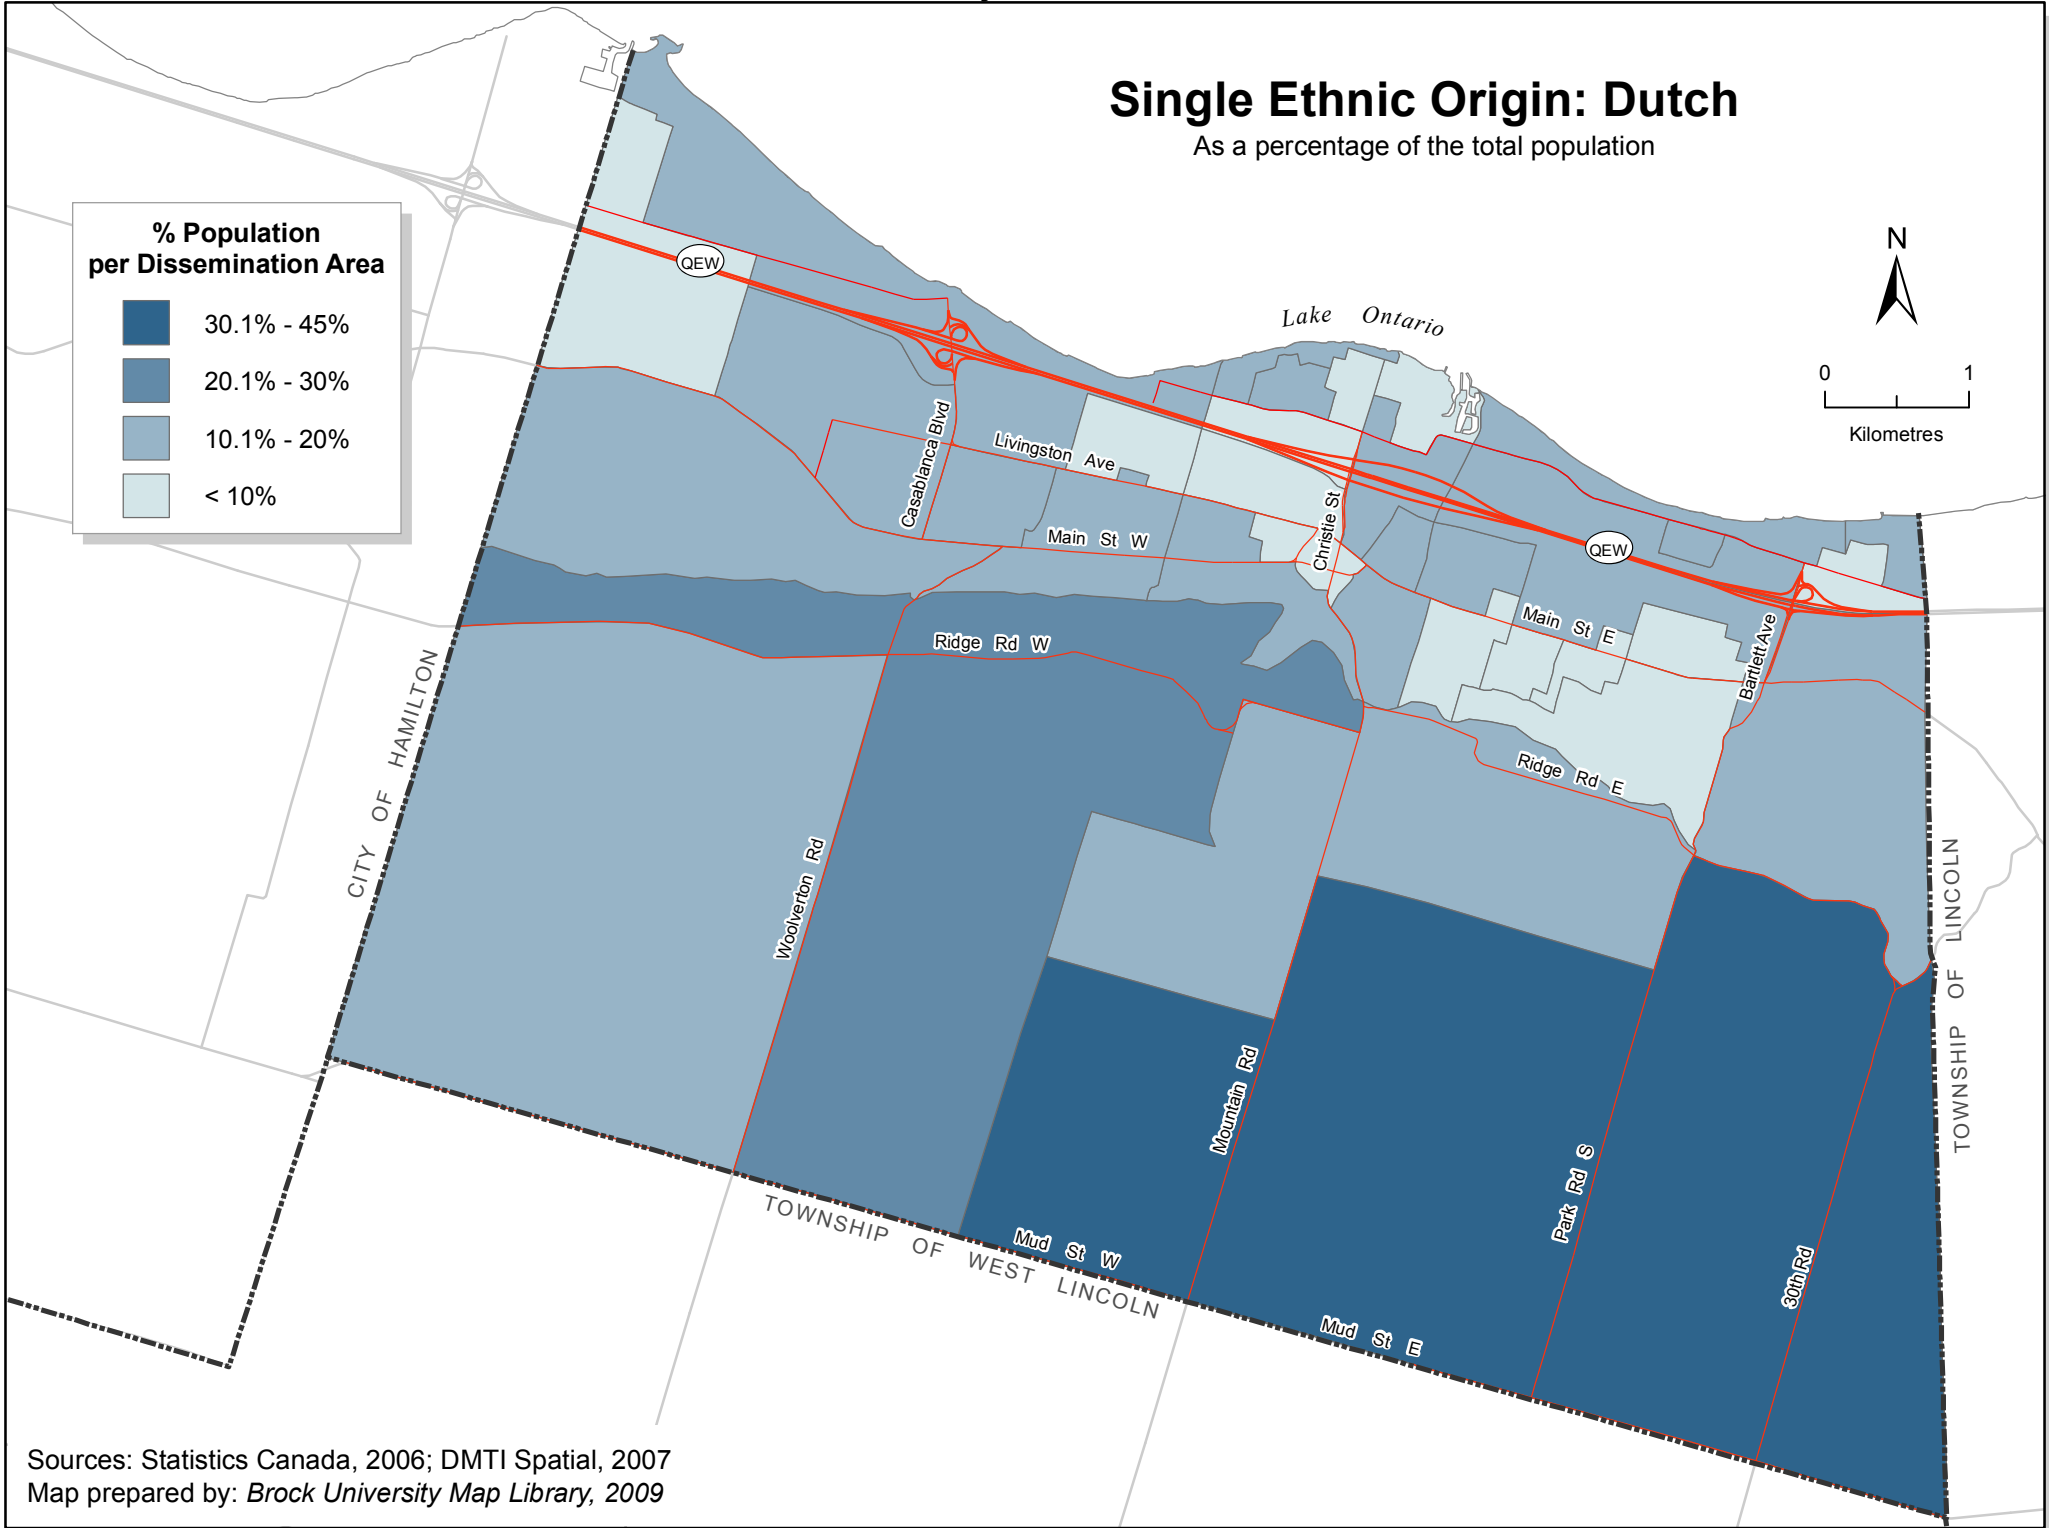 Single Ethnic Origin: Dutch
As a percentage of the total population
% Population
per Dissemination Area
30.1% - 45%
20.1% - 30%
10.1% - 20%
< 10%
N
0 1
Kilometres
Lake Ontario
QEW
QEW
Casablanca Blvd
Livingston Ave
Christie St
Main St W
Main St E
Bartlett Ave
Ridge Rd W
Ridge Rd E
Woolverton Rd
Mountain Rd
Park Rd S
30th Rd
Mud St W
Mud St E
CITY OF HAMILTON
TOWNSHIP OF LINCOLN
TOWNSHIP OF WEST LINCOLN
Sources: Statistics Canada, 2006; DMTI Spatial, 2007
Map prepared by: Brock University Map Library, 2009